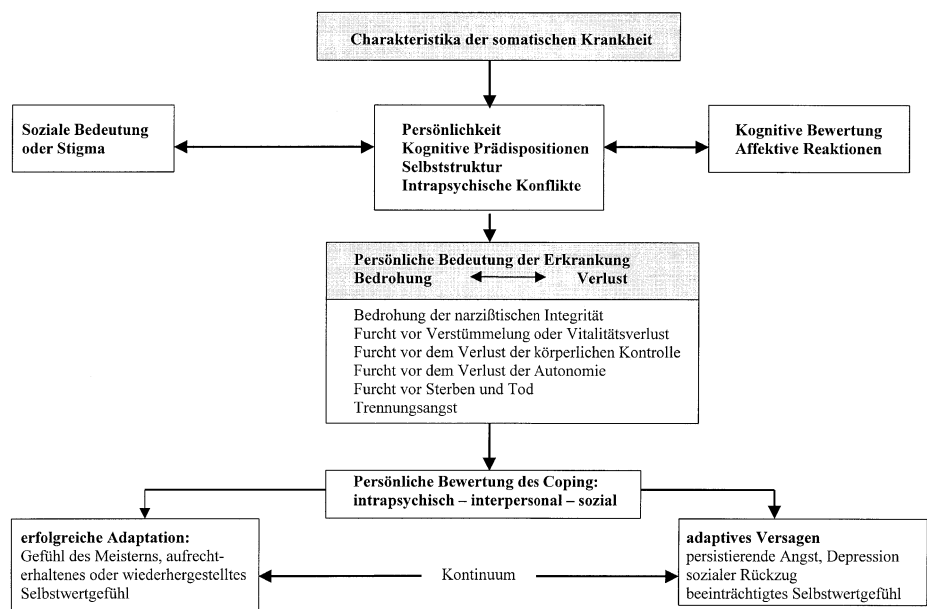 Charakteristika der somatischen Krankheit
Soziale Bedeutung
oder Stigma
Persönlichkeit
Kognitive Prädispositionen
Selbststruktur
Intrapsychische Konflikte
Kognitive Bewertung
Affektive Reaktionen
Persönliche Bedeutung der Erkrankung
Bedrohung Verlust
Bedrohung der narzißtischen Integrität
Furcht vor Verstümmelung oder Vitalitätsverlust
Furcht vor dem Verlust der körperlichen Kontrolle
Furcht vor dem Verlust der Autonomie
Furcht vor Sterben und Tod
Trennungsangst
Persönliche Bewertung des Coping:
intrapsychisch – interpersonal – sozial
erfolgreiche Adaptation:
Gefühl des Meisterns, aufrecht-
erhaltenes oder wiederhergestelltes
Selbstwertgefühl
Kontinuum
adaptives Versagen
persistierende Angst, Depression
sozialer Rückzug
beeinträchtigtes Selbstwertgefühl